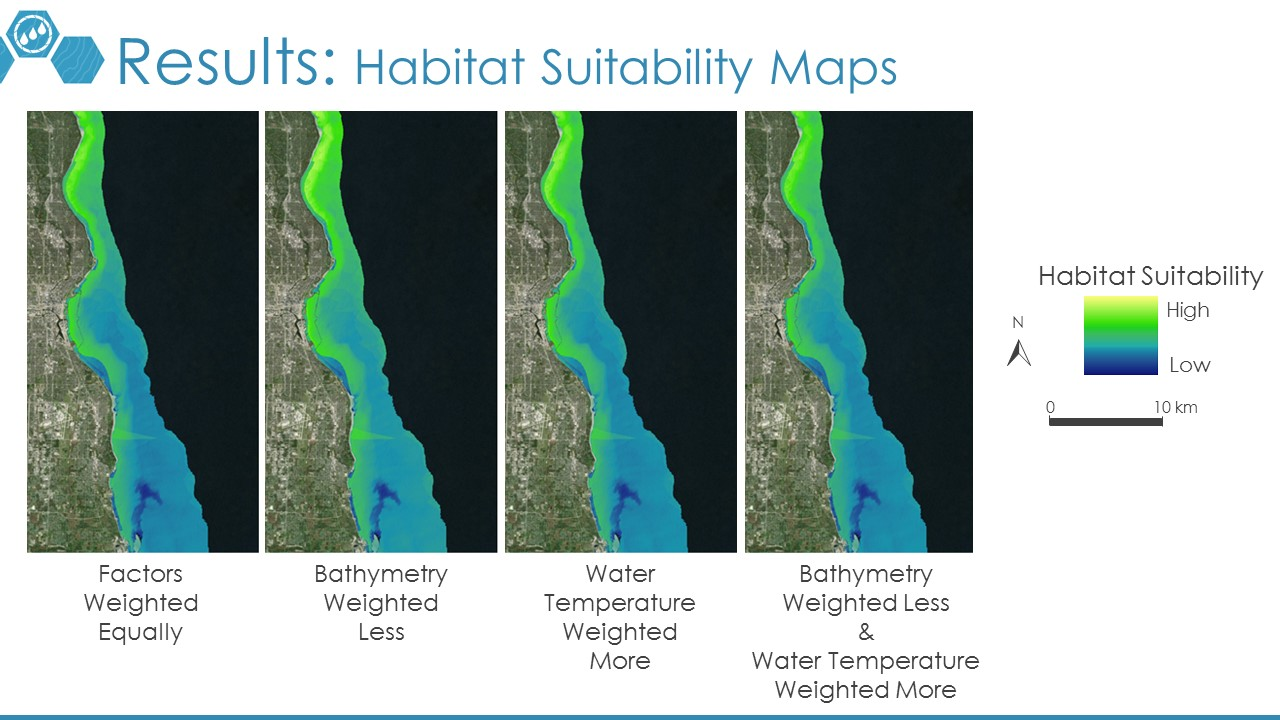 Results: Habitat Suitability Maps
Habitat Suitability
High
Low
N
0 10 km
Factors
Weighted
Equally
Bathymetry
Weighted
Less
Water
Temperature
Weighted
More
Bathymetry
Weighted Less
&
Water Temperature
Weighted More